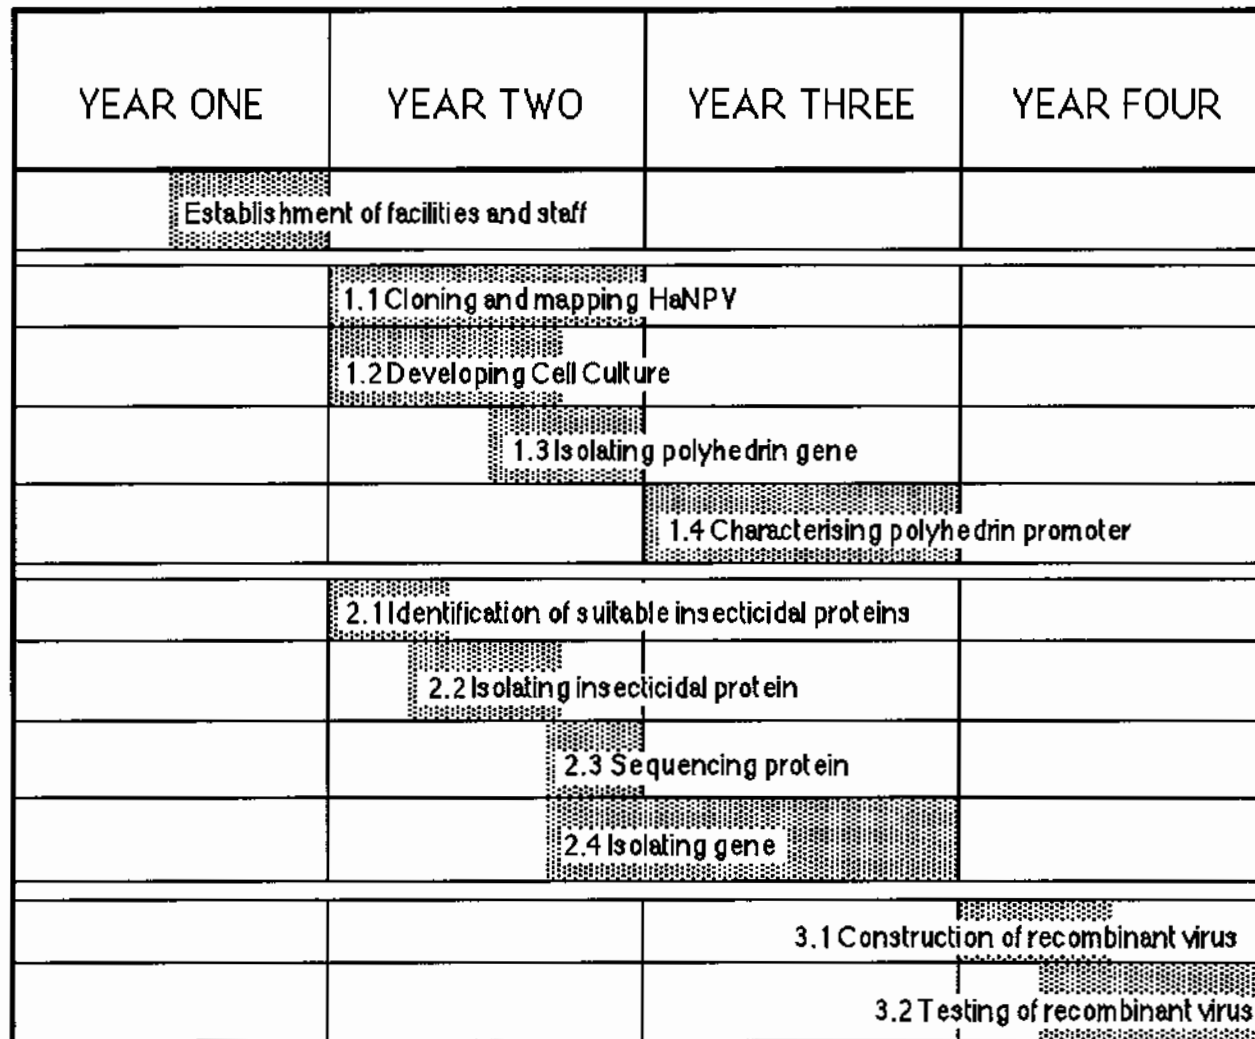 YEAR ONE YEAR TWO YEAR THREE YEAR FOUR
Establishment of facilities and staff
1.1 Cloning and mapping HaNPV
1.2 Developing Cell Culture
1.3 Isolating polyhedrin gene
1.4 Characterising polyhedrin promoter
2.1 Identification of suitable insecticidal proteins
2.2 Isolating insecticidal protein
2.3 Sequencing protein
2.4 Isolating gene
3.1 Construction of recombinant virus
3.2 Testing of recombinant virus